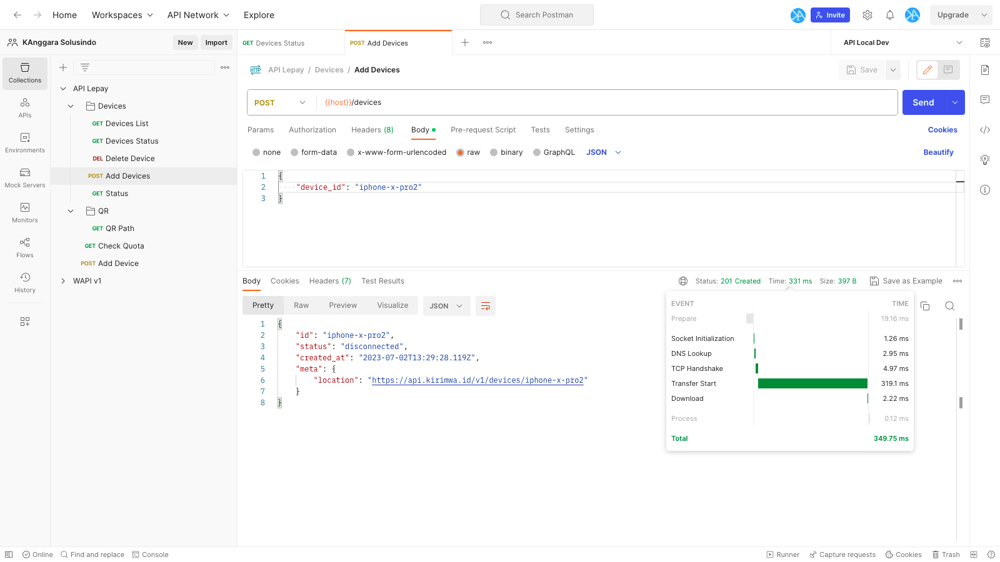 Home Workspaces API Network Explore Search Postman Invite Upgrade
KAnggara Solusindo New Import GET Devices Status POST Add Devices API Local Dev
Collections
APIs
Environments
Mock Servers
Monitors
Flows
History
API Lepay
Devices
GET Devices List
GET Devices Status
DEL Delete Device
POST Add Devices
GET Status
QR
GET QR Path
GET Check Quota
POST Add Device
WAPI v1
HTTP API Lepay / Devices / Add Devices Save
POST {{host}}/devices Send
Params Authorization Headers (8) Body Pre-request Script Tests Settings Cookies
none form-data x-www-form-urlencoded raw binary GraphQL JSON Beautify
1 {
2 "device_id": "iphone-x-pro2"
3 }
Body Cookies Headers (7) Test Results Status: 201 Created Time: 331 ms Size: 397 B Save as Example
Pretty Raw Preview Visualize JSON
1 {
2 "id": "iphone-x-pro2",
3 "status": "disconnected",
4 "created_at": "2023-07-02T13:29:28.119Z",
5 "meta": {
6 "location": "https://api.kirimwa.id/v1/devices/iphone-x-pro2"
7 }
8 }
EVENT TIME
Prepare 19.16 ms
Socket Initialization 1.26 ms
DNS Lookup 2.95 ms
TCP Handshake 4.97 ms
Transfer Start 319.1 ms
Download 2.22 ms
Process 0.12 ms
Total 349.75 ms
Online Find and replace Console Runner Capture requests Cookies Trash